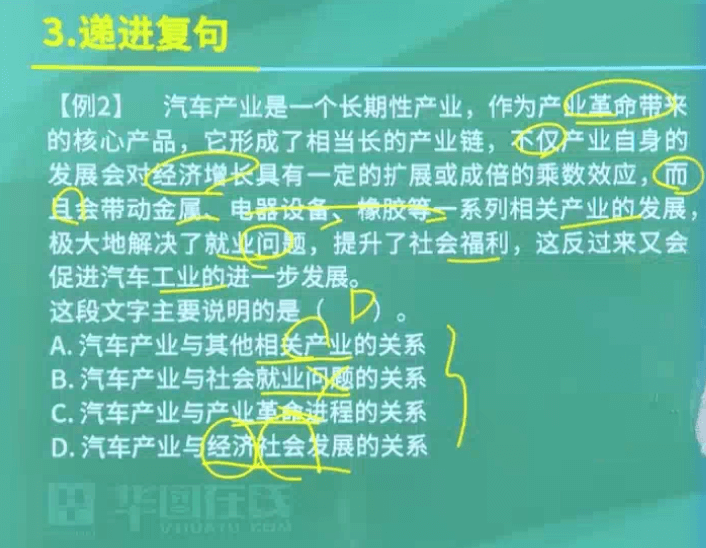 3.递进复句
【例2】 汽车产业是一个长期性产业，作为产业革命带来
的核心产品，它形成了相当长的产业链，不仅产业自身的
发展会对经济增长具有一定的扩展或成倍的乘数效应，而
且会带动金属、电器设备、橡胶等一系列相关产业的发展，
极大地解决了就业问题，提升了社会福利，这反过来又会
促进汽车工业的进一步发展。
这段文字主要说明的是（ D ）。
A. 汽车产业与其他相关产业的关系
B. 汽车产业与社会就业问题的关系
C. 汽车产业与产业革命进程的关系
D. 汽车产业与经济社会发展的关系
华图在线